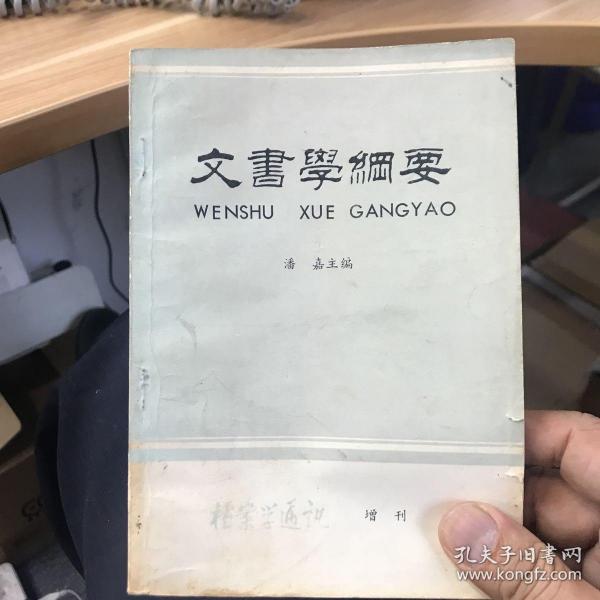 文書學綱要
WENSHU XUE GANGYAO
潘 嘉主编
档案学通讯 增刊
孔夫子旧书网
www.kongfz.com